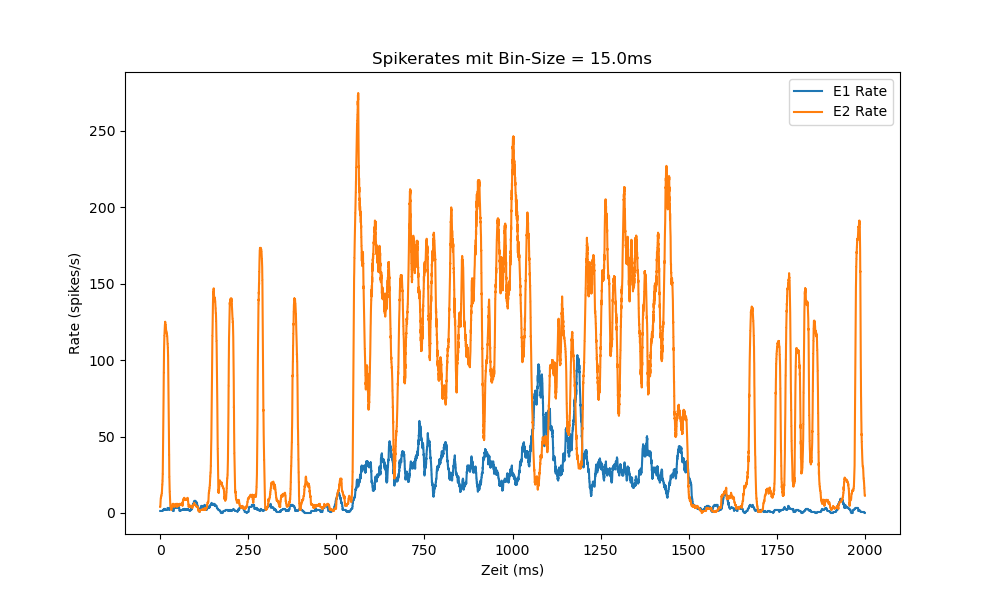 Spikerates mit Bin-Size = 15.0ms
E1 Rate
E2 Rate
250
200
150
100
50
0
Rate (spikes/s)
0 250 500 750 1000 1250 1500 1750 2000
Zeit (ms)